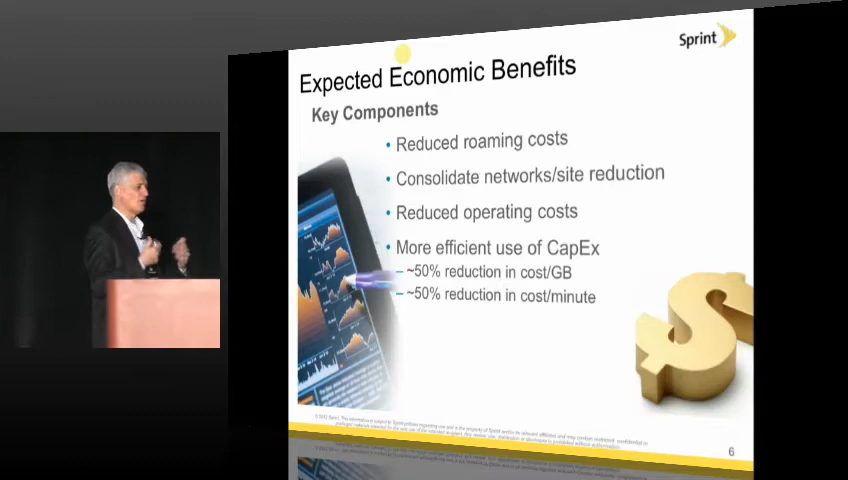 Sprint
Expected Economic Benefits
Key Components
• Reduced roaming costs
• Consolidate networks/site reduction
• Reduced operating costs
• More efficient use of CapEx
– ~50% reduction in cost/GB
– ~50% reduction in cost/minute
6